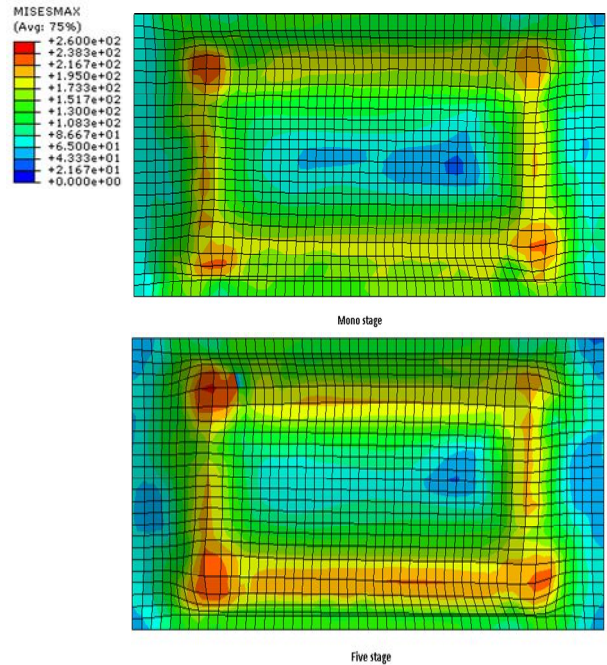 MISESMAX
(Avg: 75%)
+2.600e+02
+2.383e+02
+2.167e+02
+1.950e+02
+1.733e+02
+1.517e+02
+1.300e+02
+1.083e+02
+8.667e+01
+6.500e+01
+4.333e+01
+2.167e+01
+0.000e+00
Mono stage
Five stage